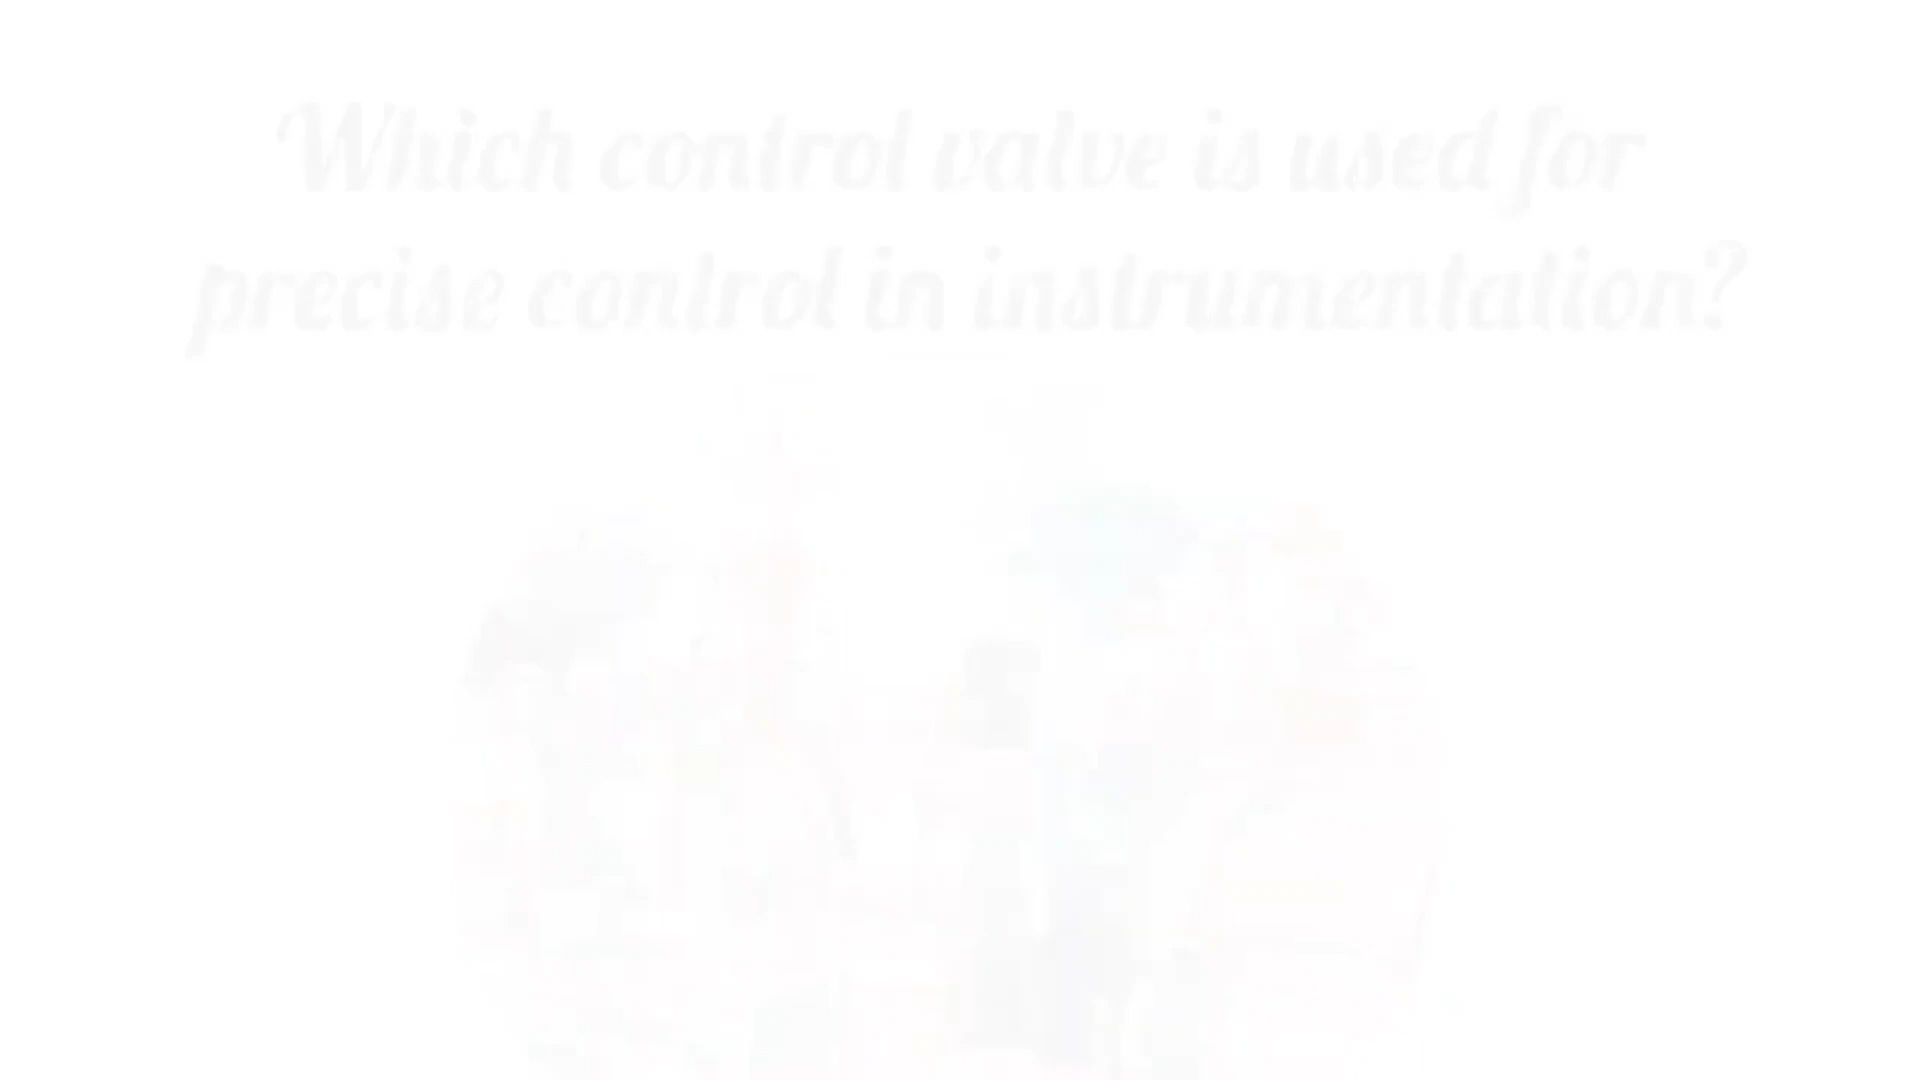 Which control valve is used for
precise control in instrumentation?